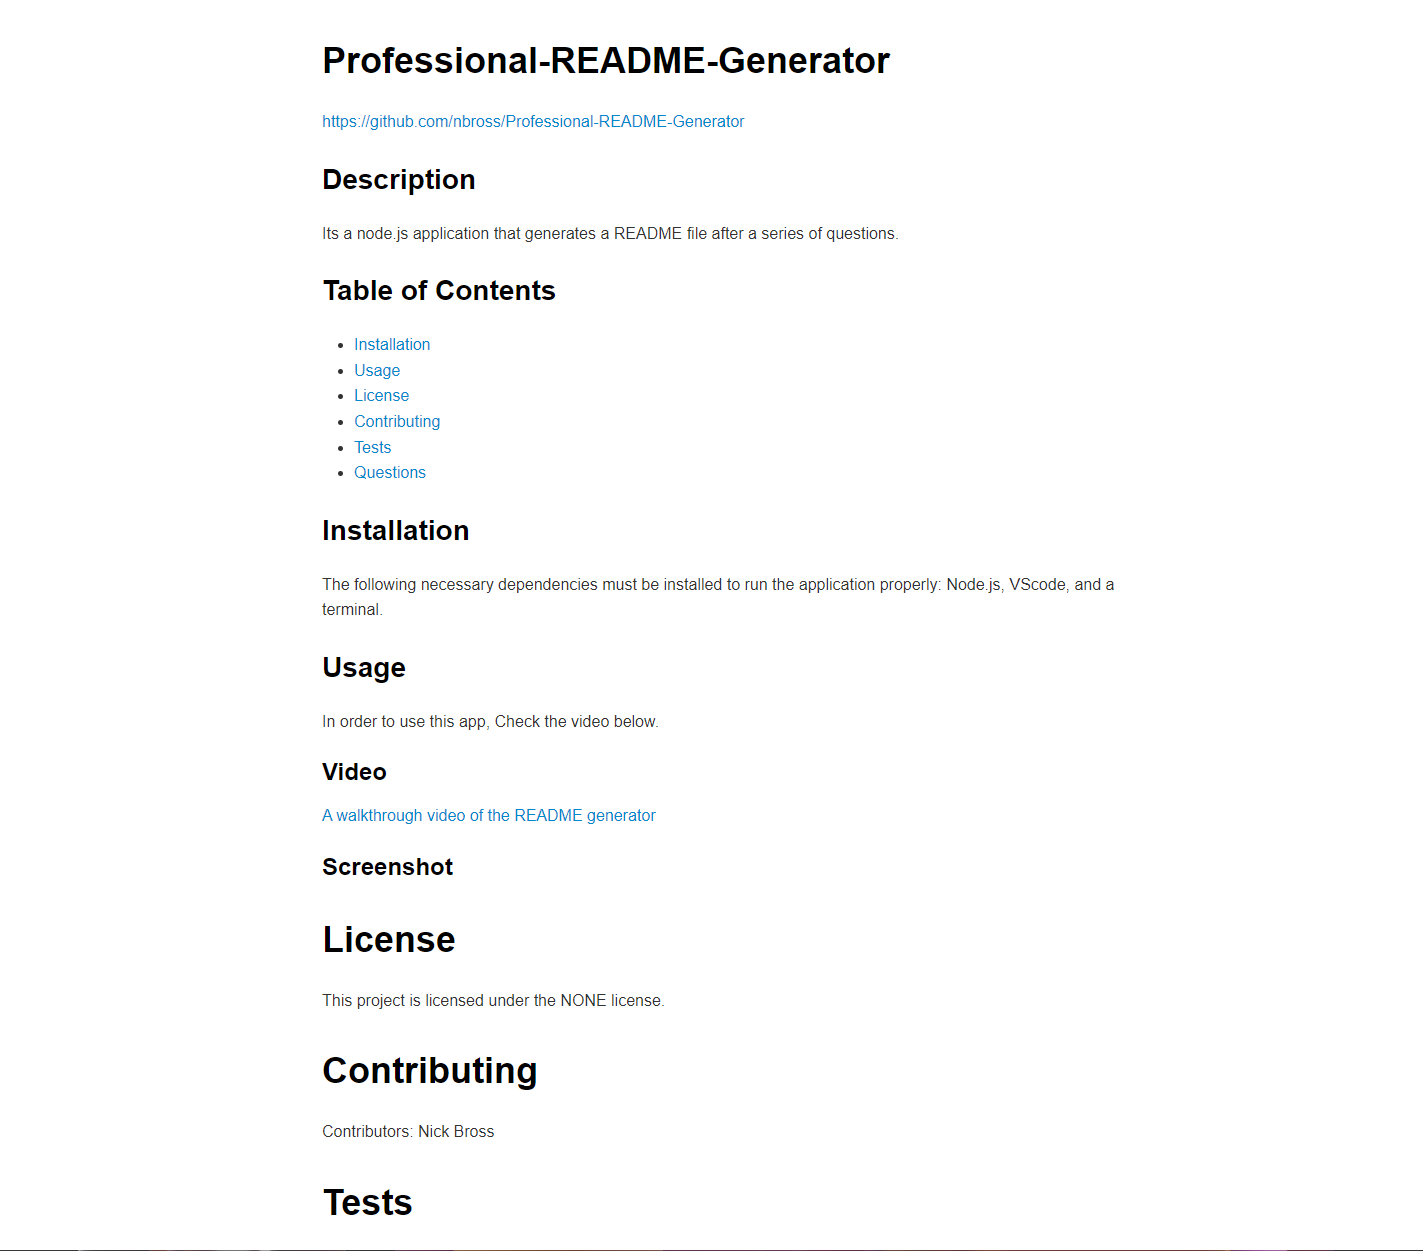 Professional-README-Generator
https://github.com/nbross/Professional-README-Generator
Description
Its a node.js application that generates a README file after a series of questions.
Table of Contents
Installation
Usage
License
Contributing
Tests
Questions
Installation
The following necessary dependencies must be installed to run the application properly: Node.js, VScode, and a
terminal.
Usage
In order to use this app, Check the video below.
Video
A walkthrough video of the README generator
Screenshot
License
This project is licensed under the NONE license.
Contributing
Contributors: Nick Bross
Tests